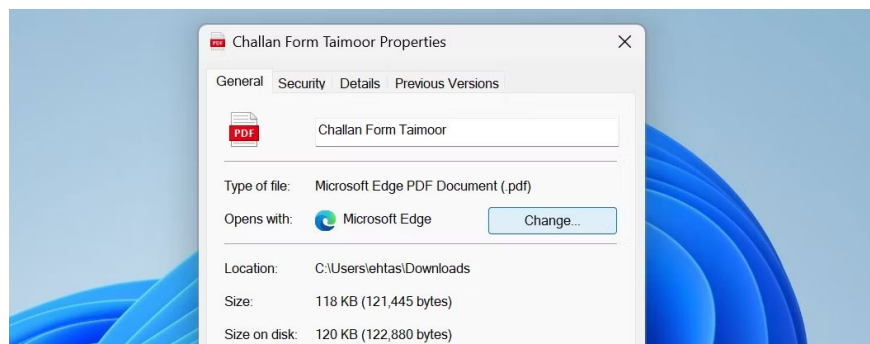 Challan Form Taimoor Properties
General Security Details Previous Versions
PDF Challan Form Taimoor
Type of file: Microsoft Edge PDF Document (.pdf)
Opens with: Microsoft Edge Change...
Location: C:\Users\ehtas\Downloads
Size: 118 KB (121,445 bytes)
Size on disk: 120 KB (122,880 bytes)